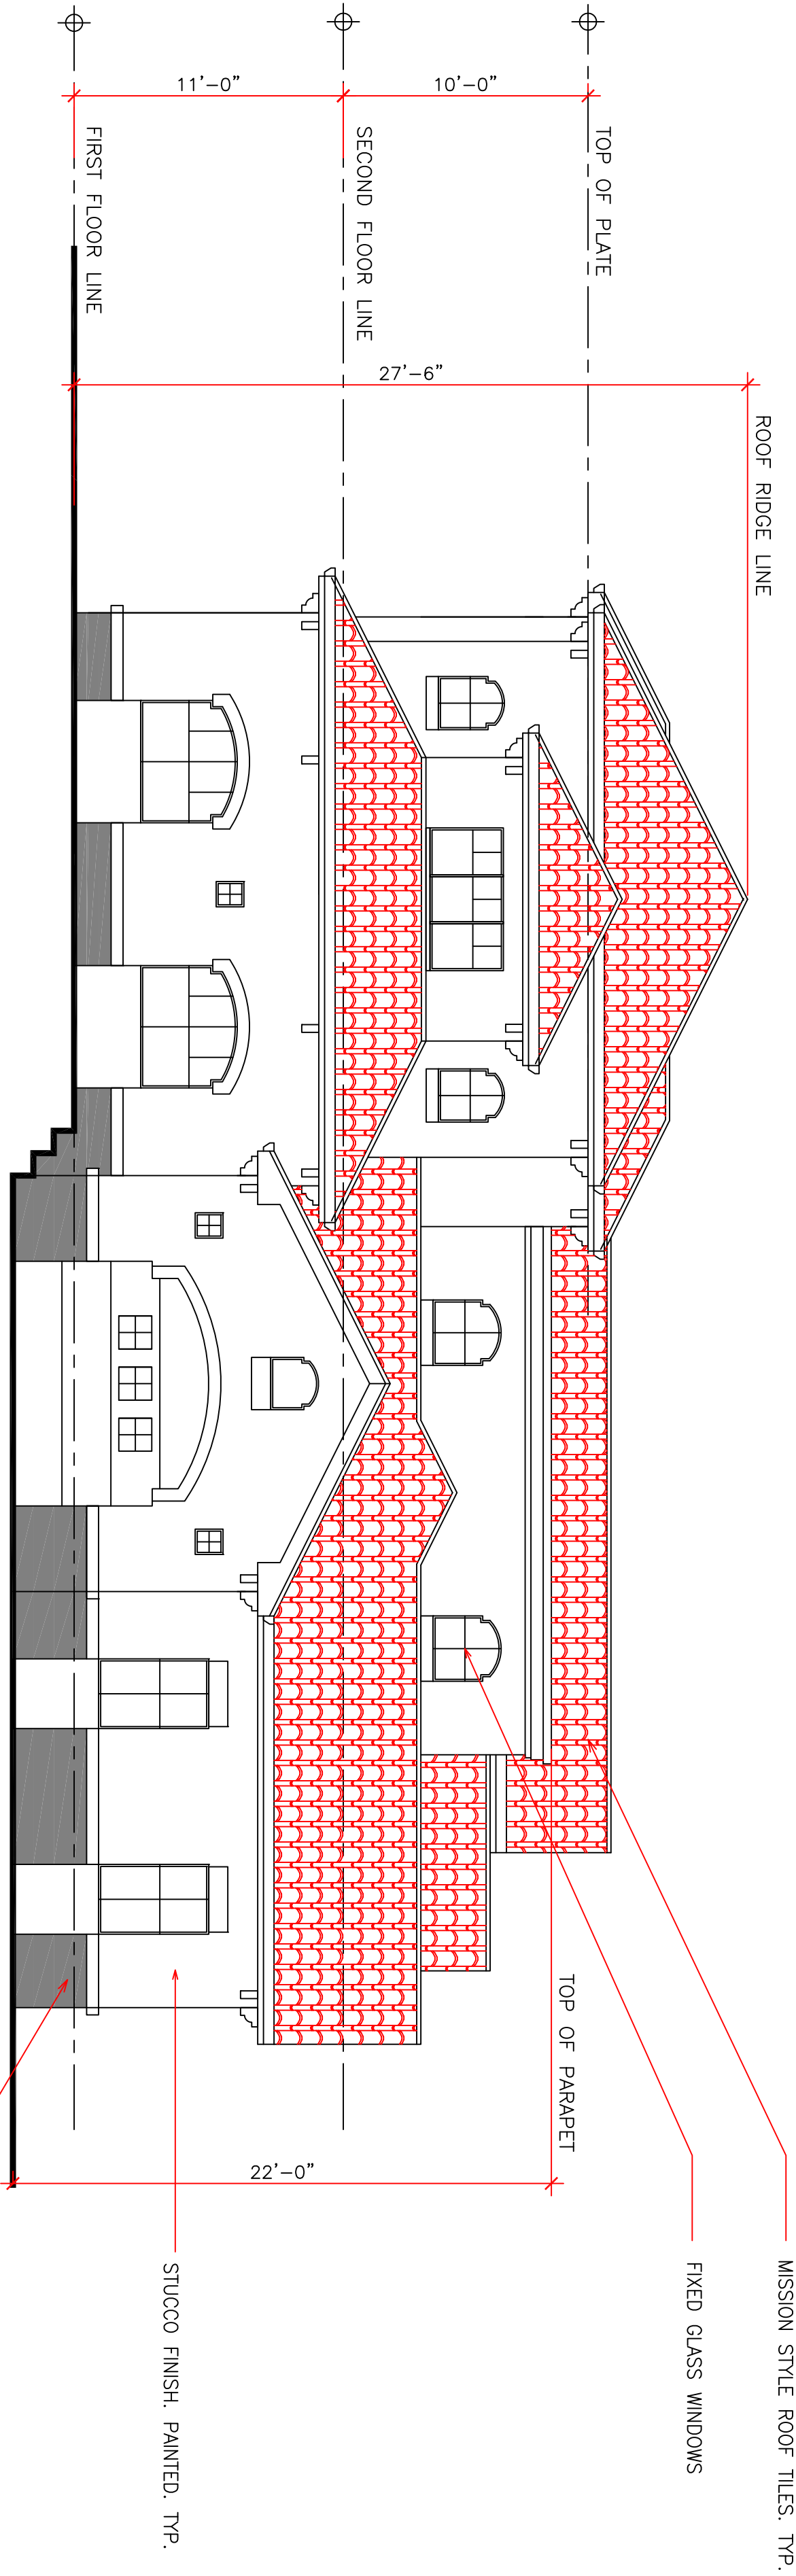 MISSION STYLE ROOF TILES. TYP.
ROOF RIDGE LINE
FIXED GLASS WINDOWS
TOP OF PLATE
TOP OF PARAPET
10'-0"
27'-6"
SECOND FLOOR LINE
22'-0"
11'-0"
STUCCO FINISH. PAINTED. TYP.
FIRST FLOOR LINE